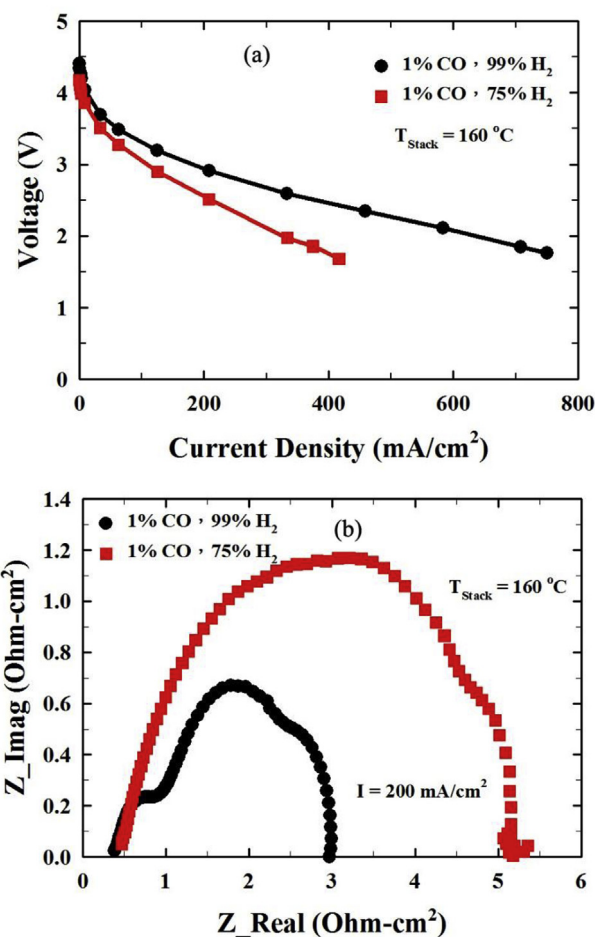 5
(a)
1% CO , 99% H2
1% CO , 75% H2
4
TStack = 160 °C
3
2
1
0
0 200 400 600 800
Voltage (V)
Current Density (mA/cm2)
1.4
1% CO , 99% H2
(b)
1% CO , 75% H2
1.2
TStack = 160 °C
1.0
0.8
0.6
0.4
I = 200 mA/cm2
0.2
0.0
0 1 2 3 4 5 6
Z_Imag (Ohm-cm2)
Z_Real (Ohm-cm2)